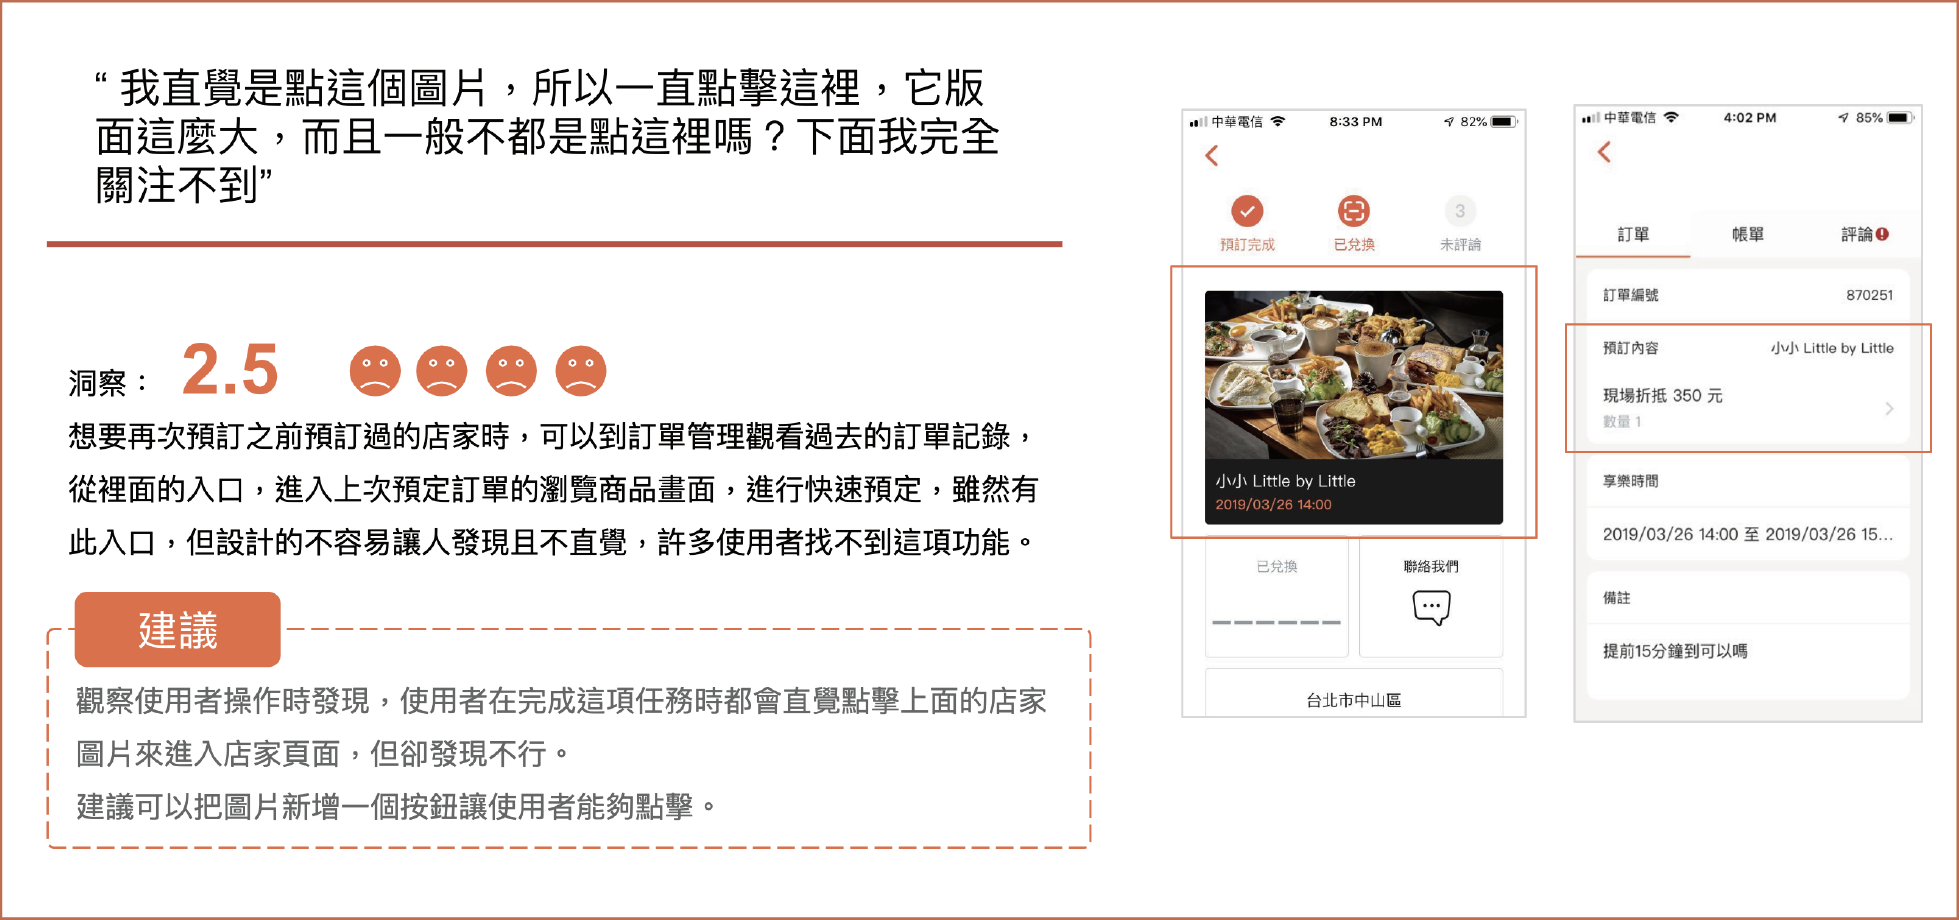 “ 我直覺是點這個圖片，所以一直點擊這裡，它版
面這麼大，而且一般不都是點這裡嗎？下面我完全
關注不到”
洞察： 2.5
想要再次預訂之前預訂過的店家時，可以到訂單管理觀看過去的訂單記錄，
從裡面的入口，進入上次預定訂單的瀏覽商品畫面，進行快速預定，雖然有
此入口，但設計的不容易讓人發現且不直覺，許多使用者找不到這項功能。
建議
觀察使用者操作時發現，使用者在完成這項任務時都會直覺點擊上面的店家
圖片來進入店家頁面，但卻發現不行。
建議可以把圖片新增一個按鈕讓使用者能夠點擊。
中華電信 8:33 PM 82%
3
預訂完成 已兌換 未評論
小小 Little by Little
2019/03/26 14:00
已兌換 聯絡我們
台北市中山區
中華電信 4:02 PM 85%
訂單 帳單 評論
訂單編號 870251
預訂內容 小小 Little by Little
現場折抵 350 元
數量 1
享樂時間
2019/03/26 14:00 至 2019/03/26 15...
備註
提前15分鐘到可以嗎